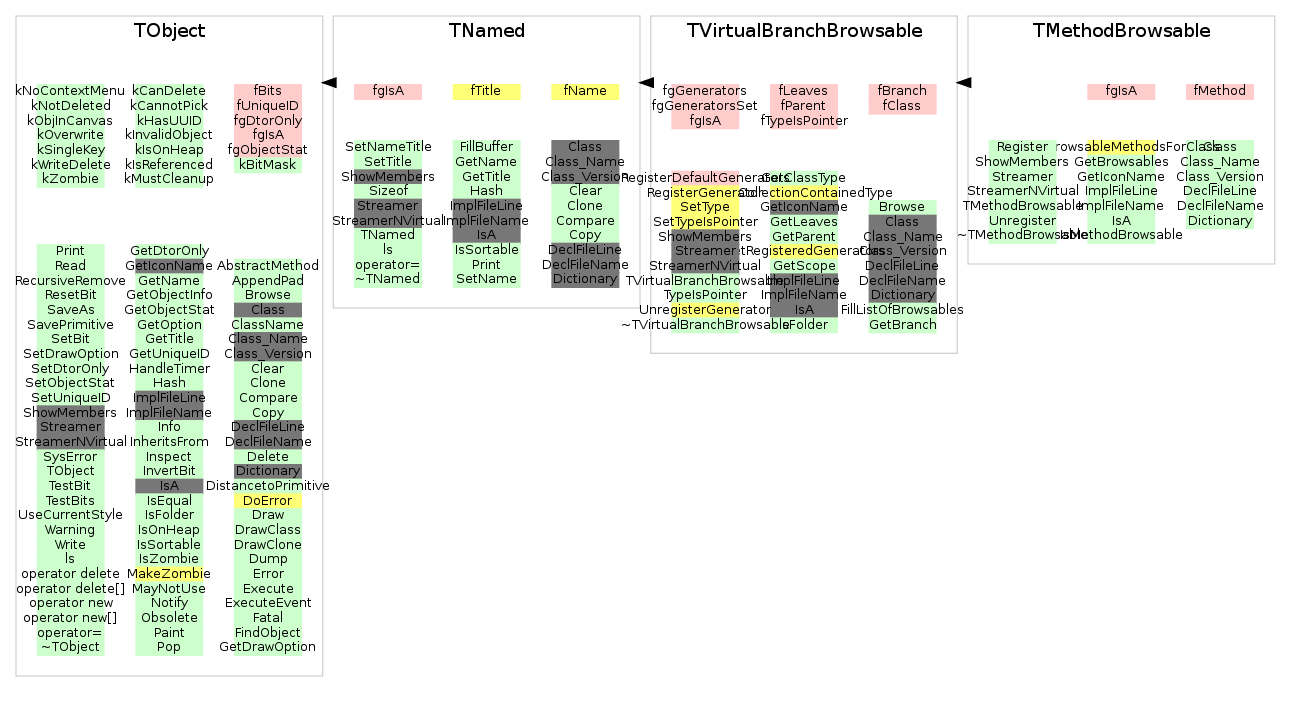 TObject
kNoContextMenu
kNotDeleted
kObjInCanvas
kOverwrite
kSingleKey
kWriteDelete
kZombie
kCanDelete
kCannotPick
kHasUUID
kInvalidObject
kIsOnHeap
kIsReferenced
kMustCleanup
fBits
fUniqueID
fgDtorOnly
fgIsA
fgObjectStat
kBitMask
Print
Read
RecursiveRemove
ResetBit
SaveAs
SavePrimitive
SetBit
SetDrawOption
SetDtorOnly
SetObjectStat
SetUniqueID
ShowMembers
Streamer
StreamerNVirtual
SysError
TObject
TestBit
TestBits
UseCurrentStyle
Warning
Write
ls
operator delete
operator delete[]
operator new
operator new[]
operator=
~TObject
GetDtorOnly
GetIconName
GetName
GetObjectInfo
GetObjectStat
GetOption
GetTitle
GetUniqueID
HandleTimer
Hash
ImplFileLine
ImplFileName
Info
InheritsFrom
Inspect
InvertBit
IsA
IsEqual
IsFolder
IsOnHeap
IsSortable
IsZombie
MakeZombie
MayNotUse
Notify
Obsolete
Paint
Pop
AbstractMethod
AppendPad
Browse
Class
ClassName
Class_Name
Class_Version
Clear
Clone
Compare
Copy
DeclFileLine
DeclFileName
Delete
Dictionary
DistancetoPrimitive
DoError
Draw
DrawClass
DrawClone
Dump
Error
Execute
ExecuteEvent
Fatal
FindObject
GetDrawOption
TNamed
fgIsA
fTitle
fName
SetNameTitle
SetTitle
ShowMembers
Sizeof
Streamer
StreamerNVirtual
TNamed
ls
operator=
~TNamed
FillBuffer
GetName
GetTitle
Hash
ImplFileLine
ImplFileName
IsA
IsSortable
Print
SetName
Class
Class_Name
Class_Version
Clear
Clone
Compare
Copy
DeclFileLine
DeclFileName
Dictionary
TVirtualBranchBrowsable
fgGenerators
fgGeneratorsSet
fgIsA
fLeaves
fParent
fTypeIsPointer
fBranch
fClass
RegisterDefaultGenerators
RegisterGenerator
SetType
SetTypeIsPointer
ShowMembers
Streamer
StreamerNVirtual
TVirtualBranchBrowsable
TypeIsPointer
UnregisterGenerator
~TVirtualBranchBrowsable
GetClassType
GetIconName
GetLeaves
GetParent
RegisteredGenerators
GetScope
ImplFileLine
ImplFileName
IsA
Browse
Class
Class_Name
Class_Version
DeclFileLine
DeclFileName
Dictionary
FillListOfBrowsables
GetBranch
TMethodBrowsable
fgIsA
fMethod
Register
ShowMembers
Streamer
StreamerNVirtual
TMethodBrowsable
Unregister
~TMethodBrowsable
GetBrowsables
GetIconName
ImplFileLine
ImplFileName
IsA
Class
Class_Name
Class_Version
DeclFileLine
DeclFileName
Dictionary